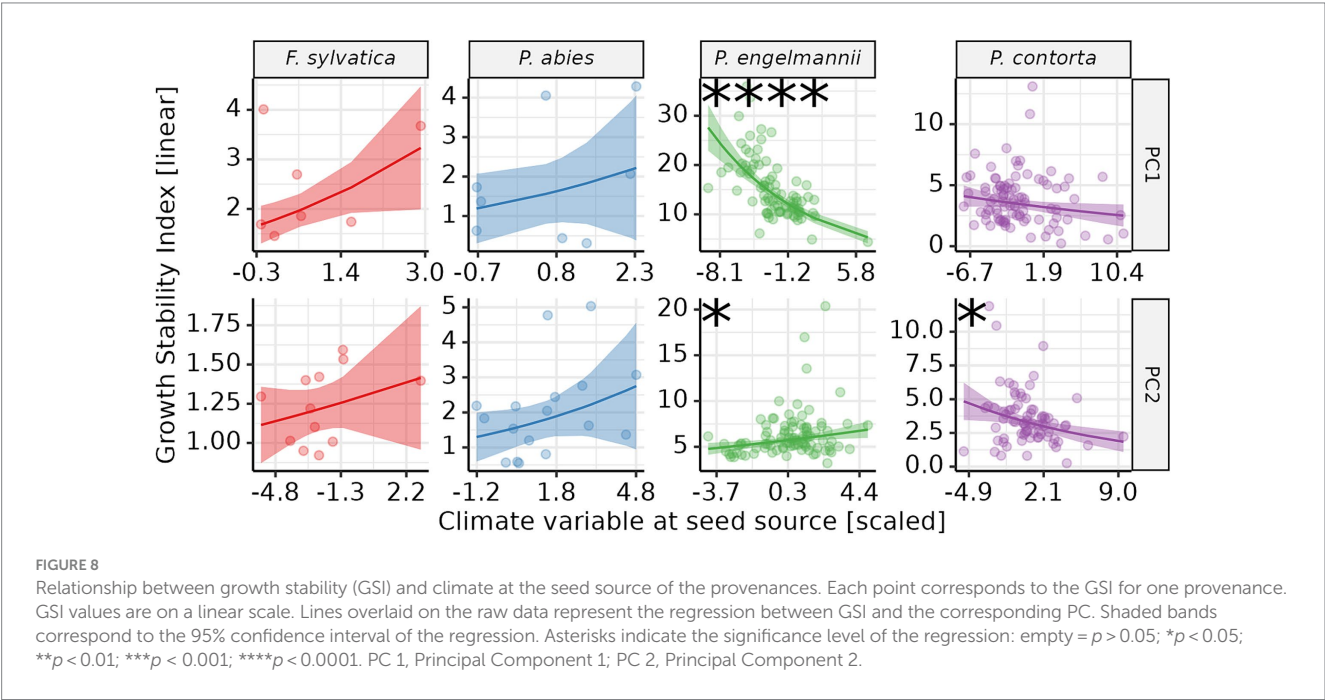 F. sylvatica P. abies P. engelmannii P. contorta
Growth Stability Index [linear]
4 3 2
4 3 2 1
30 20 10
10 5 0
****
PC1
-0.3 1.4 3.0 -0.7 0.8 2.3 -8.1 -1.2 5.8 -6.7 1.9 10.4
1.75 1.50 1.25 1.00
5 4 3 2 1
20 15 10 5
10.0 7.5 5.0 2.5 0.0
* *
PC2
-4.8 -1.3 2.2 -1.2 1.8 4.8 -3.7 0.3 4.4 -4.9 2.1 9.0
Climate variable at seed source [scaled]
FIGURE 8
Relationship between growth stability (GSI) and climate at the seed source of the provenances. Each point corresponds to the GSI for one provenance.
GSI values are on a linear scale. Lines overlaid on the raw data represent the regression between GSI and the corresponding PC. Shaded bands
correspond to the 95% confidence interval of the regression. Asterisks indicate the significance level of the regression: empty = p > 0.05; *p < 0.05;
**p < 0.01; ***p < 0.001; ****p < 0.0001. PC 1, Principal Component 1; PC 2, Principal Component 2.